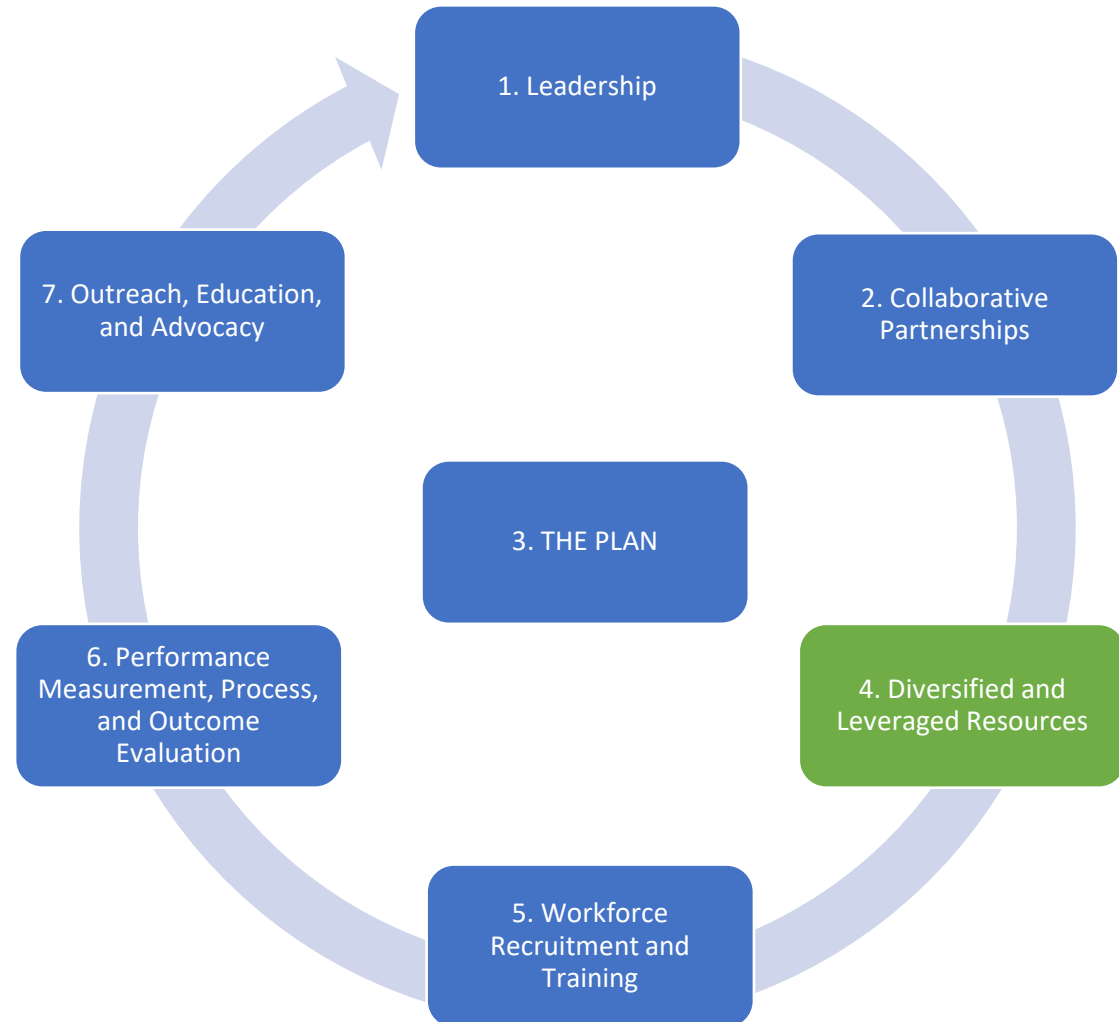 1. Leadership
2. Collaborative
Partnerships
3. THE PLAN
4. Diversified and
Leveraged Resources
5. Workforce
Recruitment and
Training
6. Performance
Measurement, Process,
and Outcome
Evaluation
7. Outreach, Education,
and Advocacy